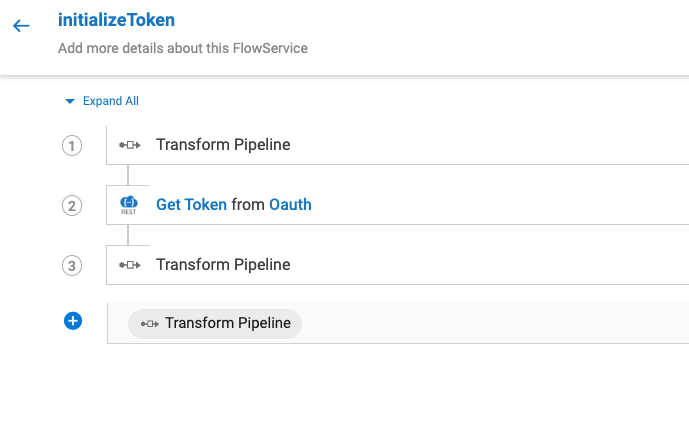 initializeToken
Add more details about this FlowService
Expand All
1
Transform Pipeline
2
REST
Get Token from Oauth
3
Transform Pipeline
Transform Pipeline